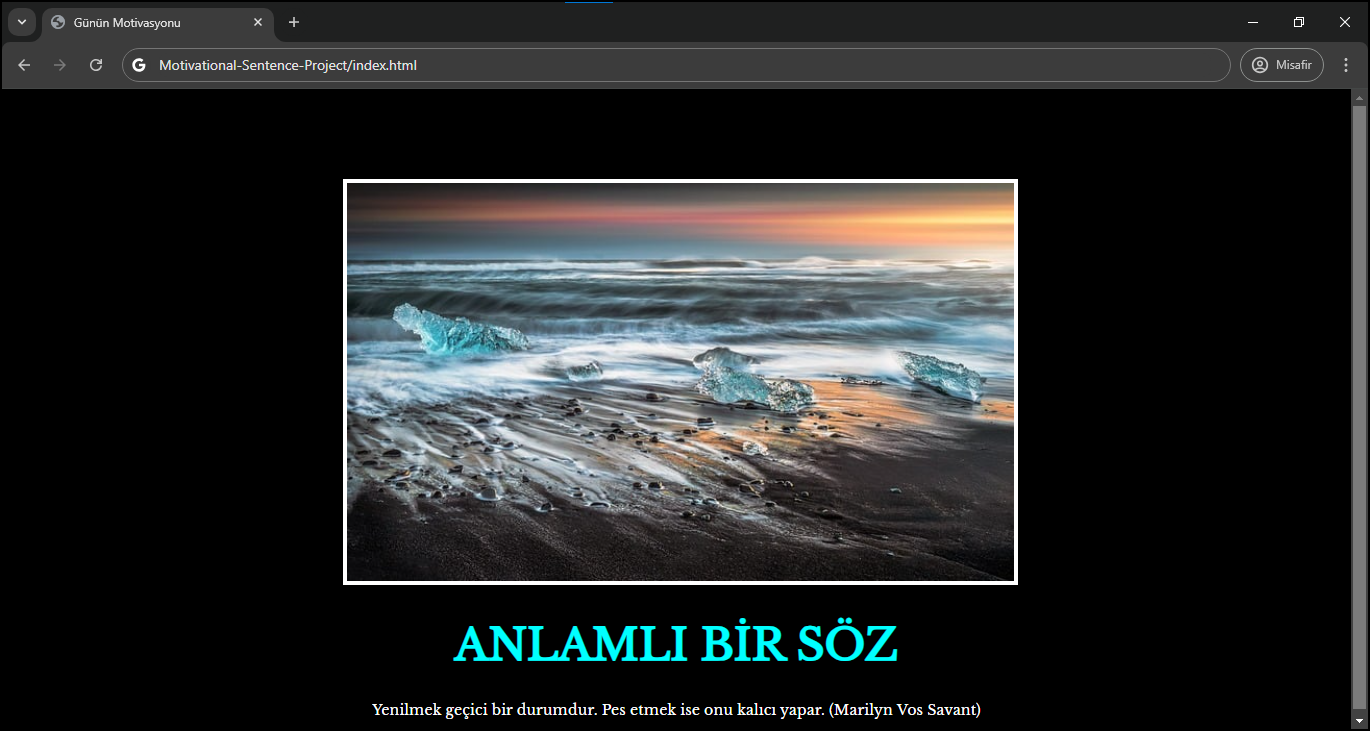 Günün Motivasyonu
Motivational-Sentence-Project/index.html
Misafir
ANLAMLI BİR SÖZ
Yenilmek geçici bir durumdur. Pes etmek ise onu kalıcı yapar. (Marilyn Vos Savant)